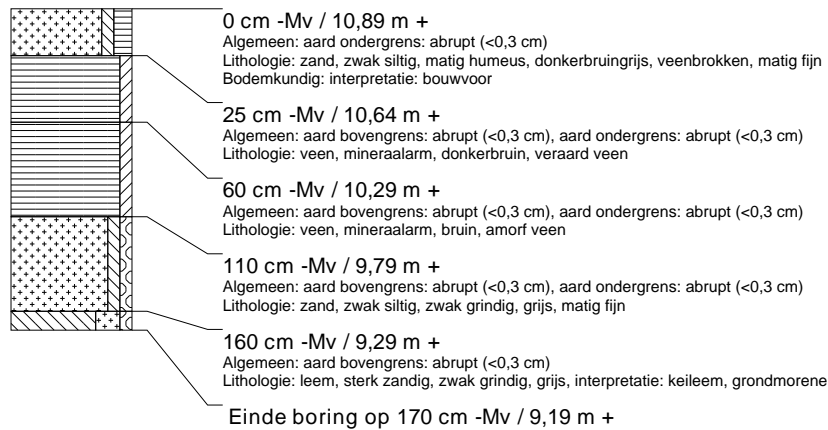 0 cm -Mv / 10,89 m +
Algemeen: aard ondergrens: abrupt (<0,3 cm)
Lithologie: zand, zwak siltig, matig humeus, donkerbruingrijs, veenbrokken, matig fijn
Bodemkundig: interpretatie: bouwvoor
25 cm -Mv / 10,64 m +
Algemeen: aard bovengrens: abrupt (<0,3 cm), aard ondergrens: abrupt (<0,3 cm)
Lithologie: veen, mineraalarm, donkerbruin, veraard veen
60 cm -Mv / 10,29 m +
Algemeen: aard bovengrens: abrupt (<0,3 cm), aard ondergrens: abrupt (<0,3 cm)
Lithologie: veen, mineraalarm, bruin, amorf veen
110 cm -Mv / 9,79 m +
Algemeen: aard bovengrens: abrupt (<0,3 cm), aard ondergrens: abrupt (<0,3 cm)
Lithologie: zand, zwak siltig, zwak grindig, grijs, matig fijn
160 cm -Mv / 9,29 m +
Algemeen: aard bovengrens: abrupt (<0,3 cm)
Lithologie: leem, sterk zandig, zwak grindig, grijs, interpretatie: keileem, grondmorene
Einde boring op 170 cm -Mv / 9,19 m +